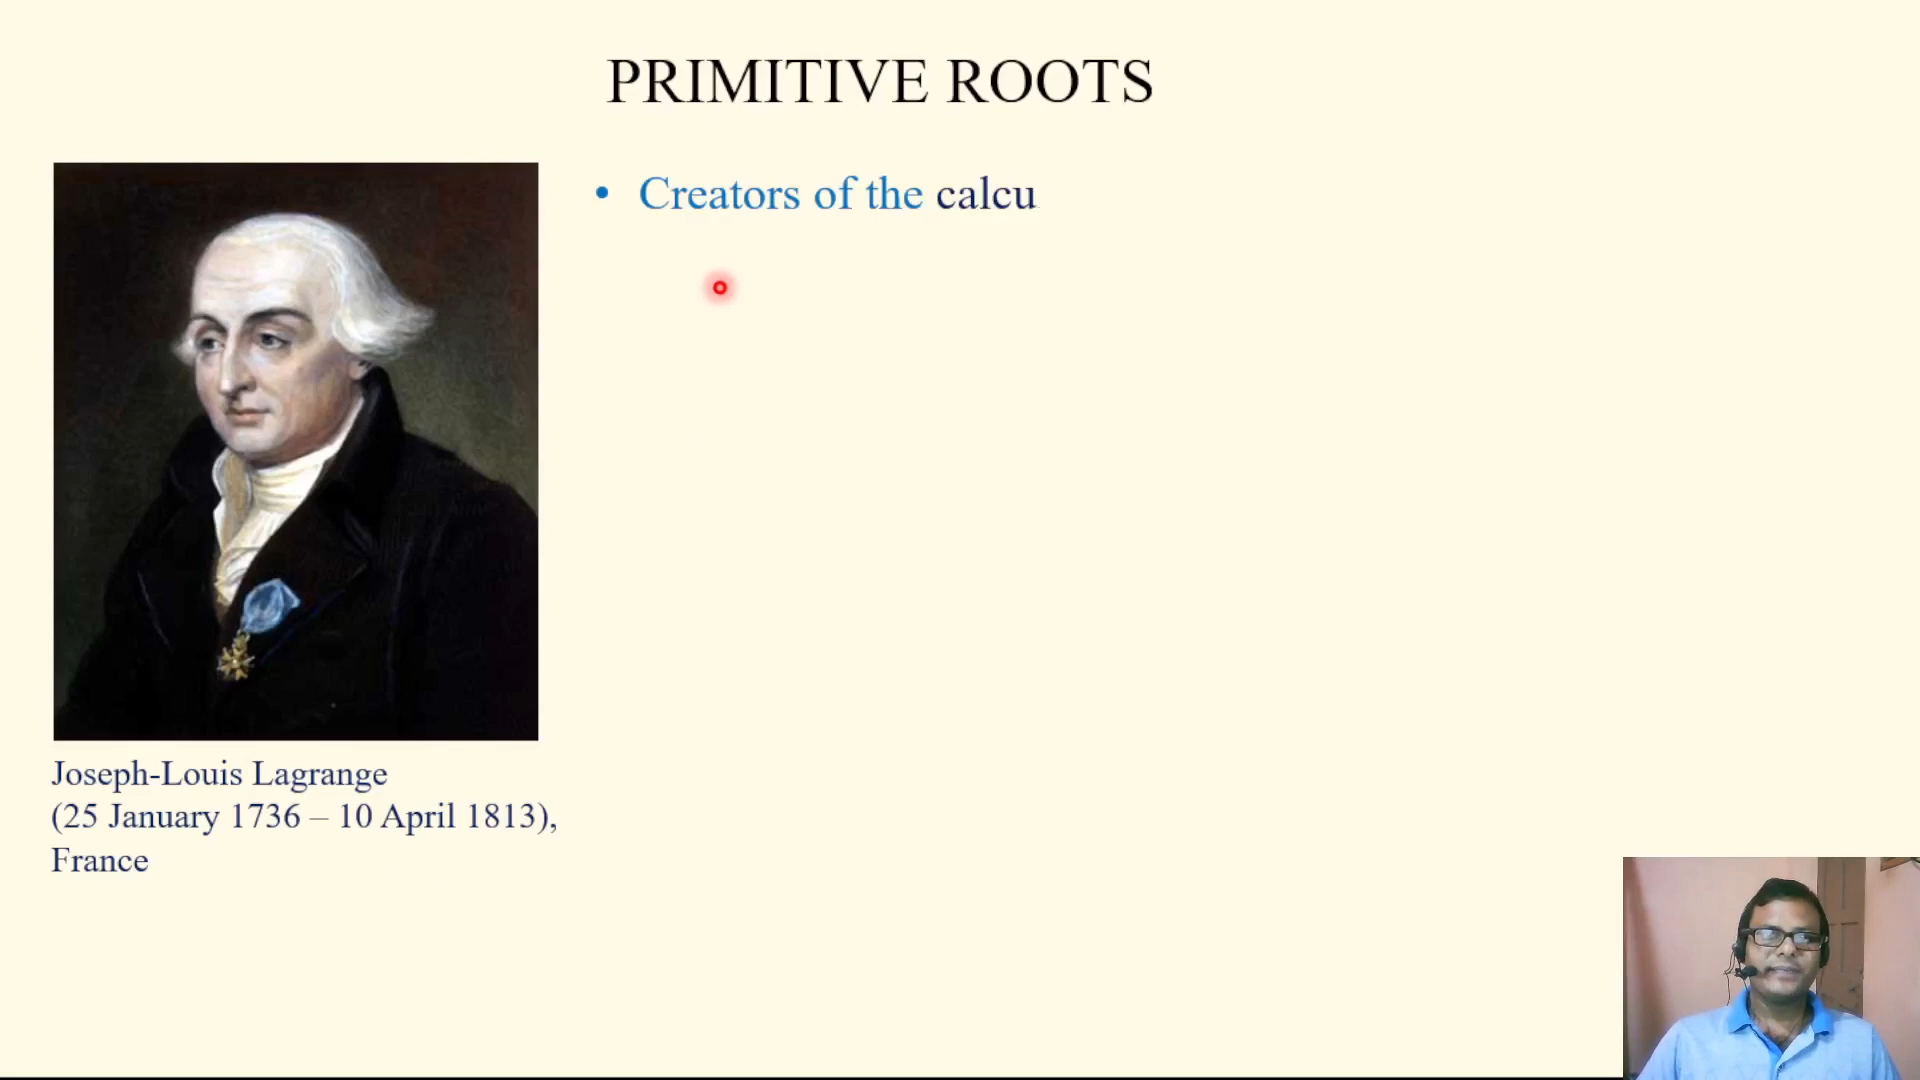 PRIMITIVE ROOTS
• Creators of the calcu
Joseph-Louis Lagrange
(25 January 1736 – 10 April 1813),
France